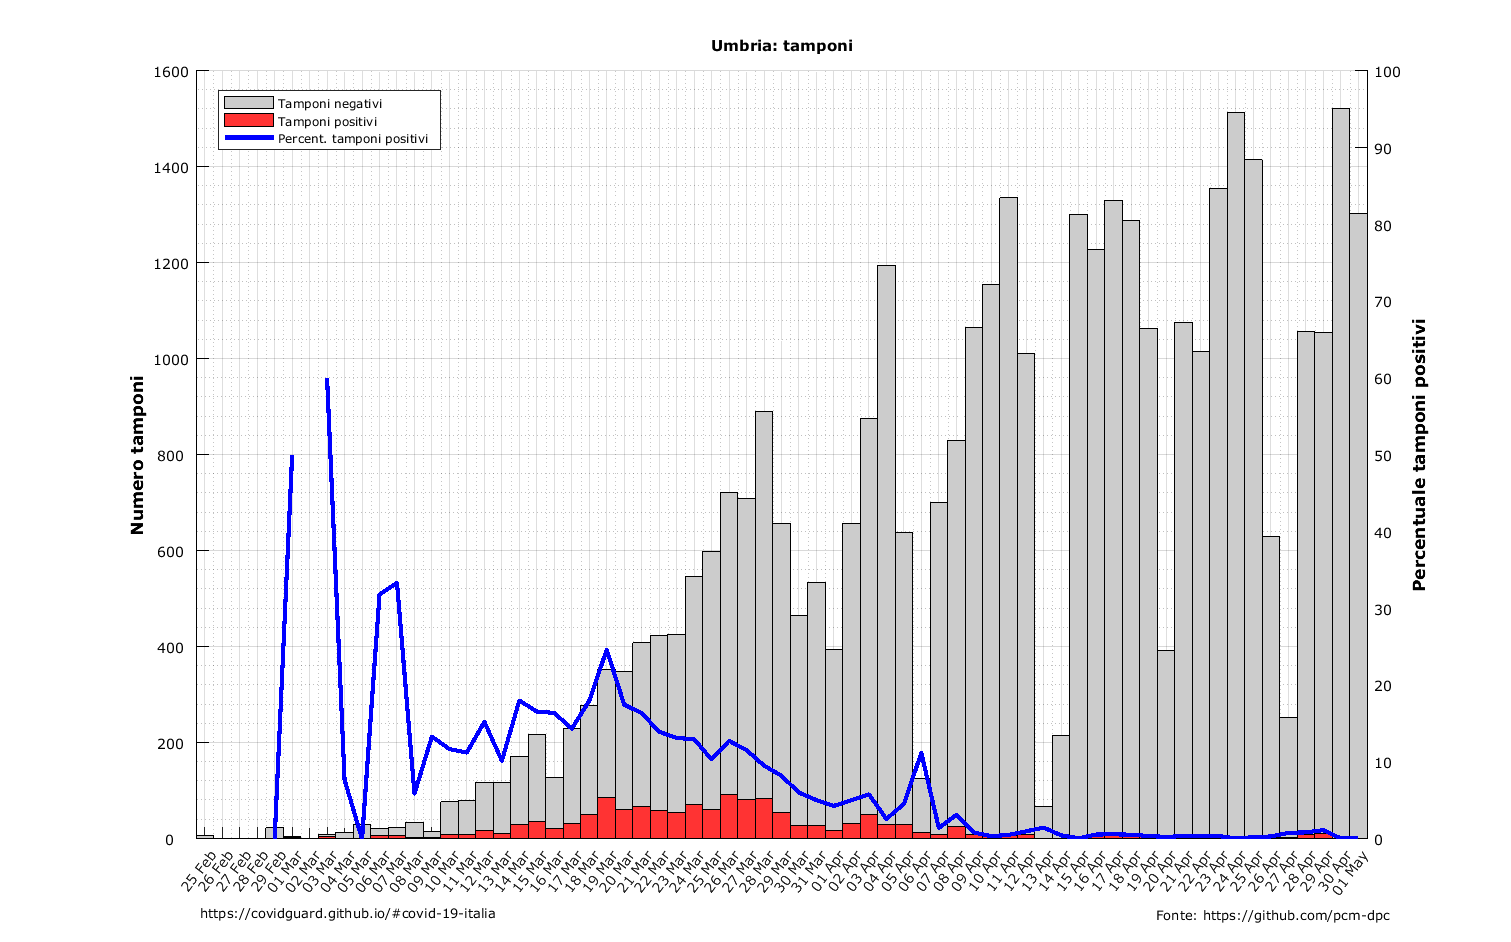 Umbria: tamponi
Tamponi negativi
Tamponi positivi
Percent. tamponi positivi
Numero tamponi
0
200
400
600
800
1000
1200
1400
1600
Percentuale tamponi positivi
0
10
20
30
40
50
60
70
80
90
100
25 Feb
26 Feb
27 Feb
28 Feb
29 Feb
01 Mar
02 Mar
03 Mar
04 Mar
05 Mar
06 Mar
07 Mar
08 Mar
09 Mar
10 Mar
11 Mar
12 Mar
13 Mar
14 Mar
15 Mar
16 Mar
17 Mar
18 Mar
19 Mar
20 Mar
21 Mar
22 Mar
23 Mar
24 Mar
25 Mar
26 Mar
27 Mar
28 Mar
29 Mar
30 Mar
31 Mar
01 Apr
02 Apr
03 Apr
04 Apr
05 Apr
06 Apr
07 Apr
08 Apr
09 Apr
10 Apr
11 Apr
12 Apr
13 Apr
14 Apr
15 Apr
16 Apr
17 Apr
18 Apr
19 Apr
20 Apr
21 Apr
22 Apr
23 Apr
24 Apr
25 Apr
26 Apr
27 Apr
28 Apr
29 Apr
30 Apr
01 May
https://covidguard.github.io/#covid-19-italia
Fonte: https://github.com/pcm-dpc